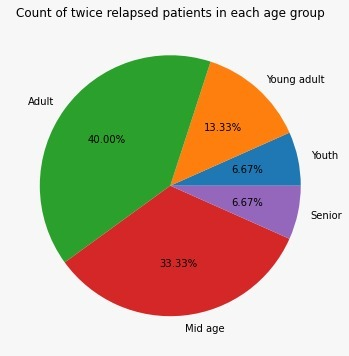 Count of twice relapsed patients in each age group
Young adult
Adult
13.33%
40.00%
Youth
6.67%
6.67%
Senior
33.33%
Mid age